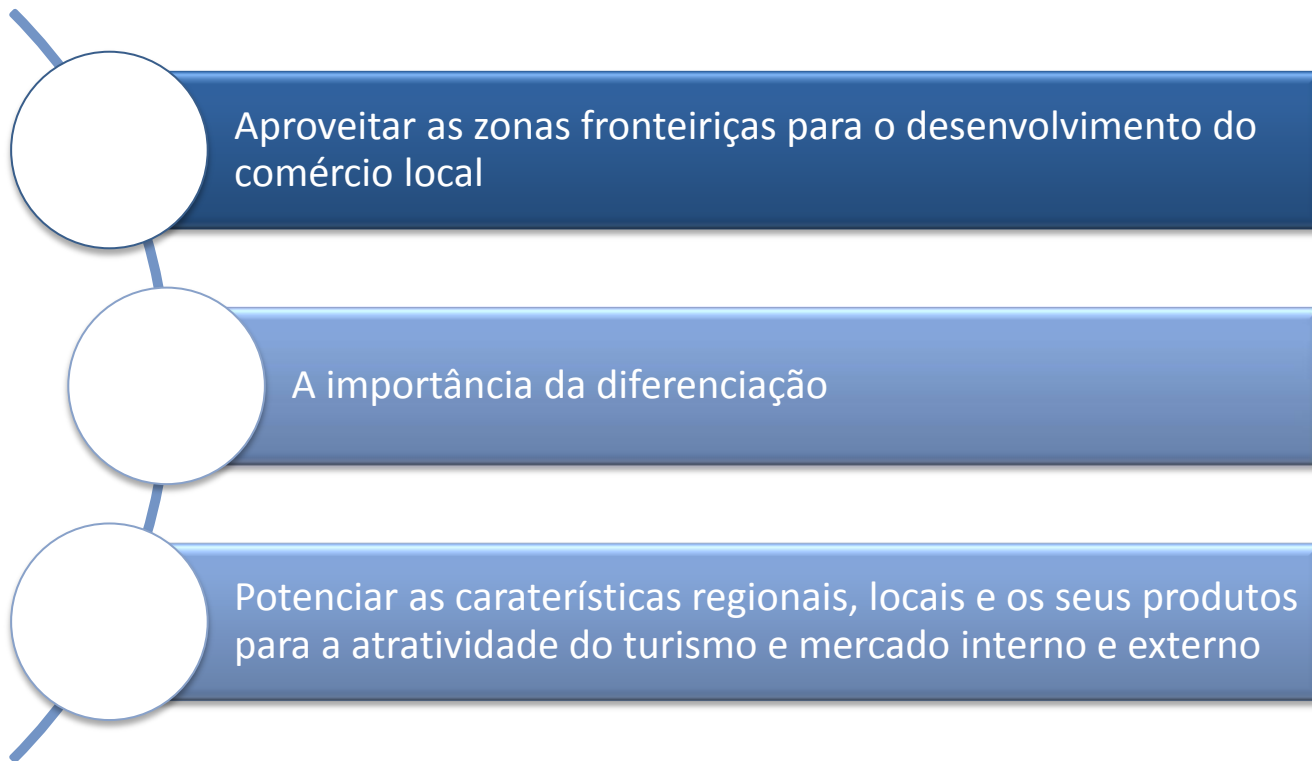 Aproveitar as zonas fronteiriças para o desenvolvimento do
comércio local
A importância da diferenciação
Potenciar as caraterísticas regionais, locais e os seus produtos
para a atratividade do turismo e mercado interno e externo